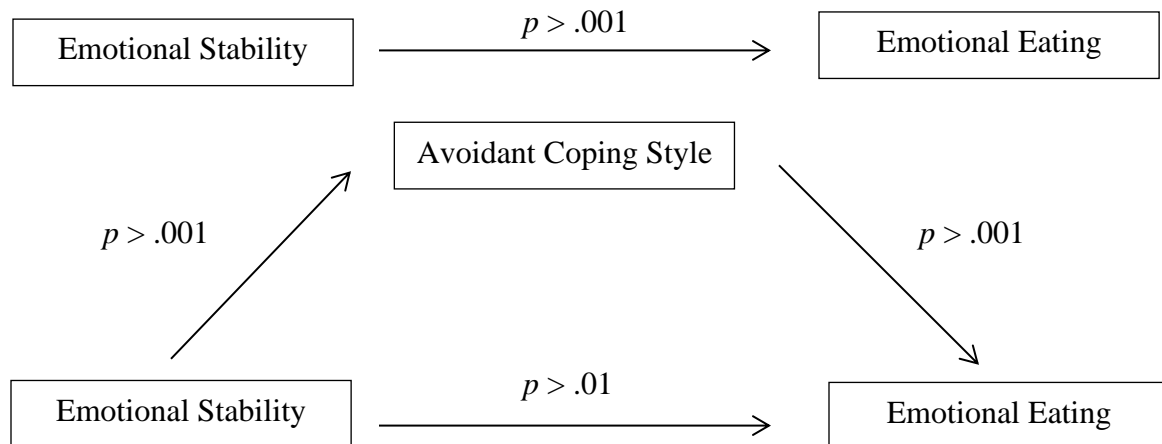 p > .001
Emotional Stability
Emotional Eating
Avoidant Coping Style
p > .001
p > .001
p > .01
Emotional Stability
Emotional Eating